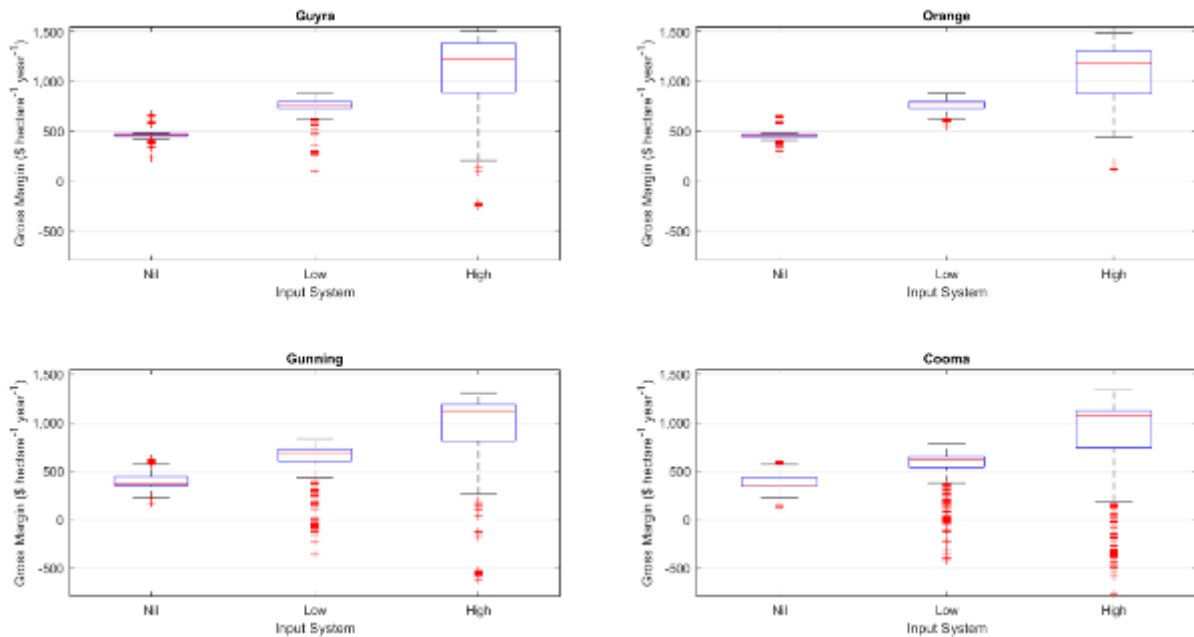 Guyra
1,500
1,000
500
0
-500
Gross Margin ($ hectare⁻¹ year⁻¹)
Nil Low High
Input System
Orange
1,500
1,000
500
0
-500
Gross Margin ($ hectare⁻¹ year⁻¹)
Nil Low High
Input System
Gunning
1,500
1,000
500
0
-500
Gross Margin ($ hectare⁻¹ year⁻¹)
Nil Low High
Input System
Cooma
1,500
1,000
500
0
-500
Gross Margin ($ hectare⁻¹ year⁻¹)
Nil Low High
Input System